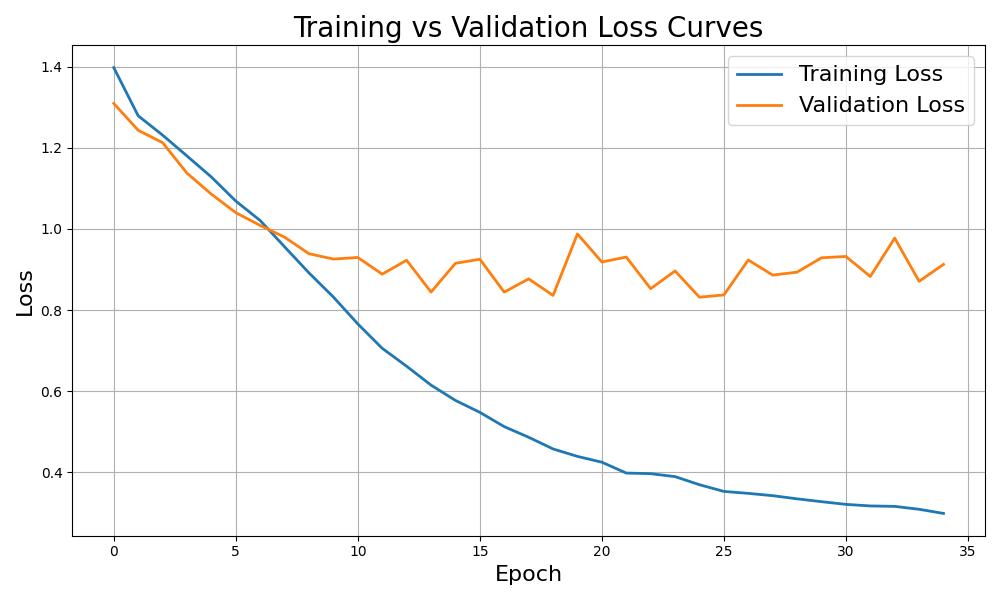 Training vs Validation Loss Curves
Training Loss
Validation Loss
Loss
1.4
1.2
1.0
0.8
0.6
0.4
0 5 10 15 20 25 30 35
Epoch